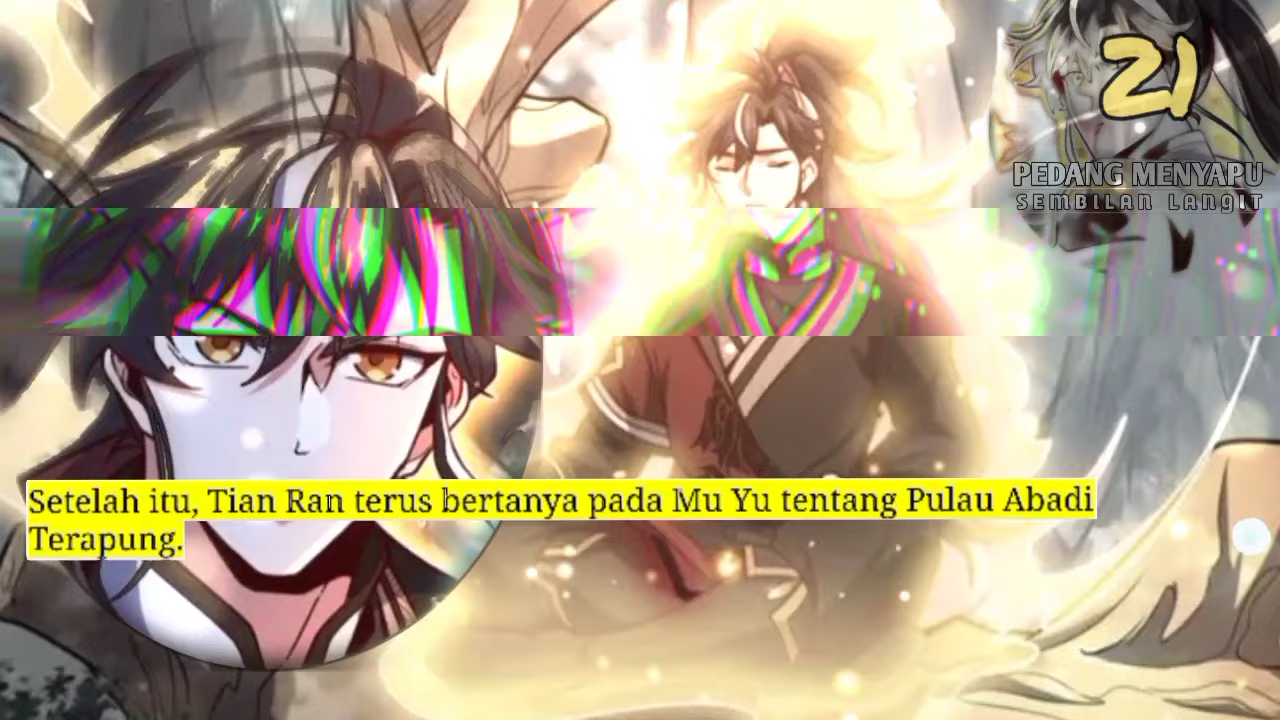 21
PEDANG MENYAPU
SEMBILAN LANGIT
Setelah itu, Tian Ran terus bertanya pada Mu Yu tentang Pulau Abadi
Terapung.